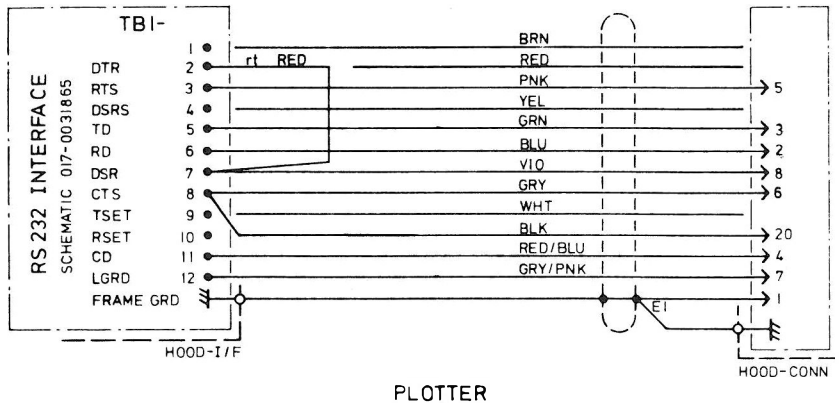 TB1-
RS 232 INTERFACE
SCHEMATIC 017-0031865
1 BRN
DTR 2 rt RED RED
RTS 3 PNK 5
DSRS 4 YEL
TD 5 GRN 3
RD 6 BLU 2
DSR 7 VIO 8
CTS 8 GRY 6
TSET 9 WHT
RSET 10 BLK 20
CD 11 RED/BLU 4
LGRD 12 GRY/PNK 7
FRAME GRD 1
E1
HOOD-I/F
HOOD-CONN
PLOTTER